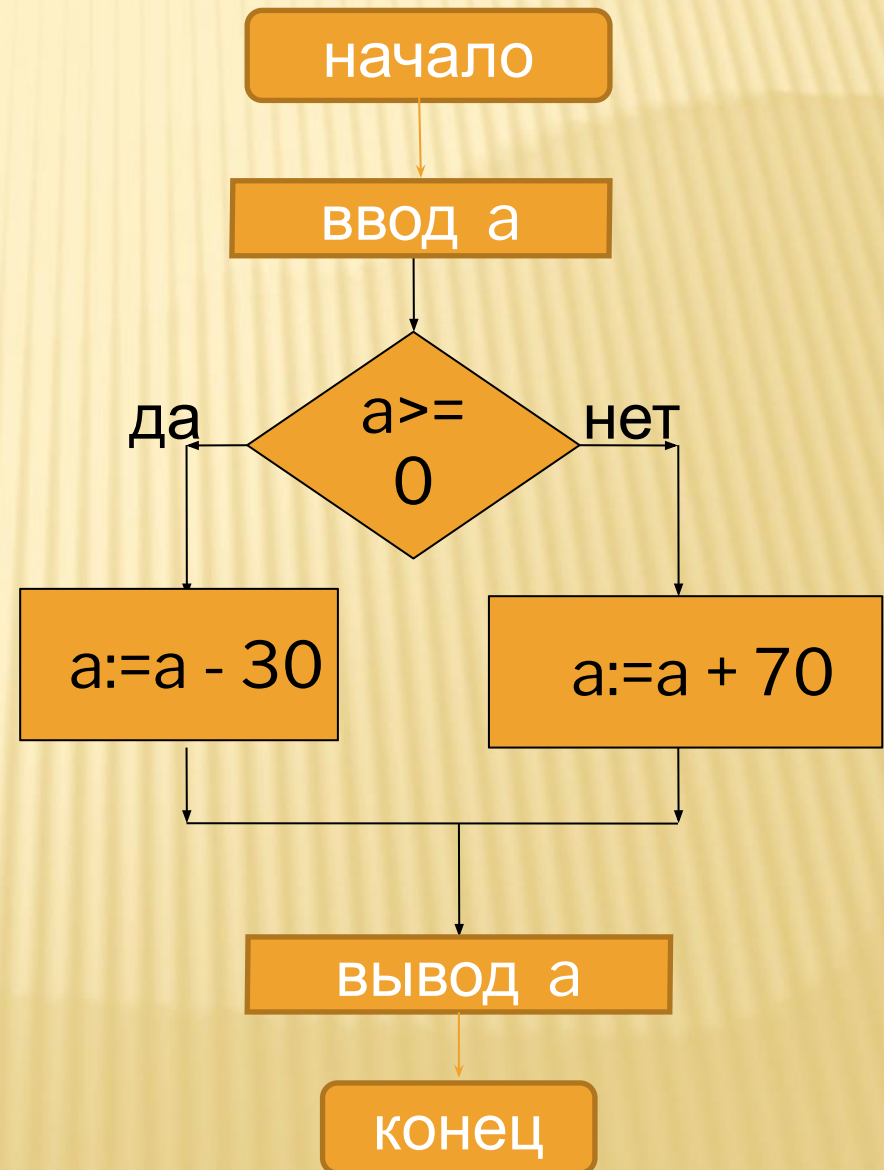 начало
ввод a
a>=
0
да
нет
a:=a - 30
a:=a + 70
вывод a
конец